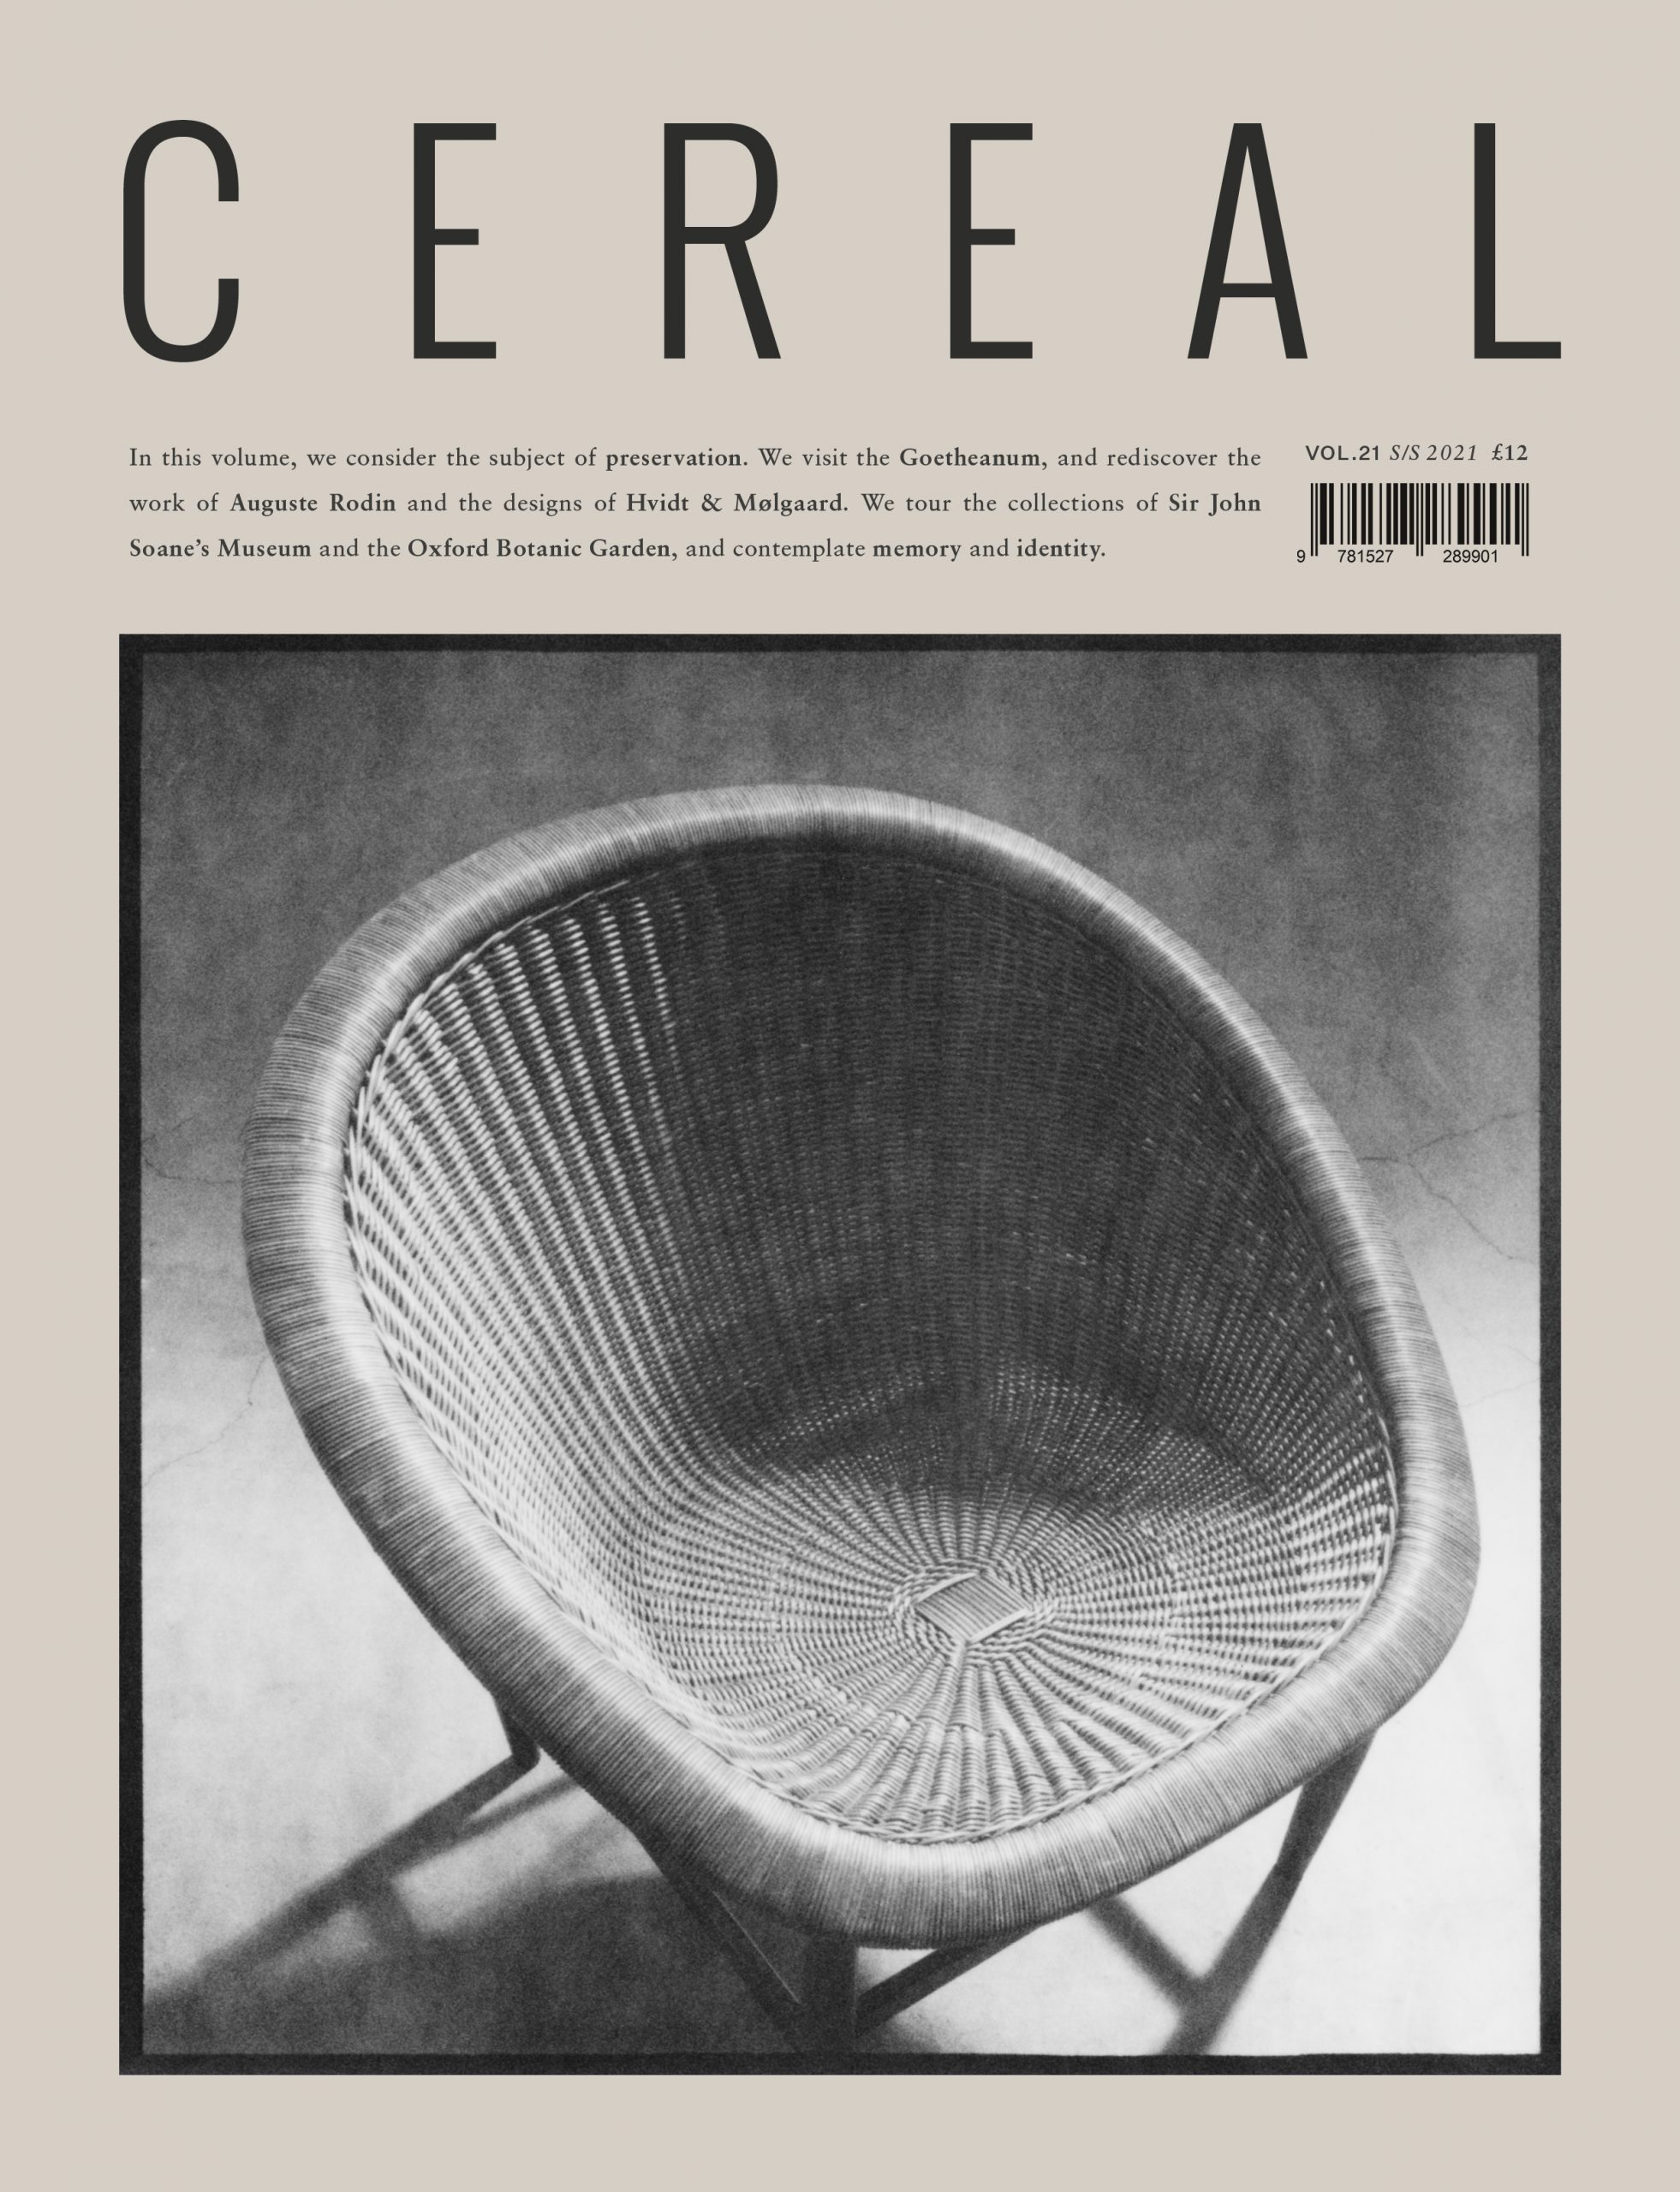 CEREAL
In this volume, we consider the subject of preservation. We visit the Goetheanum, and rediscover the
work of Auguste Rodin and the designs of Hvidt & Mølgaard. We tour the collections of Sir John
Soane’s Museum and the Oxford Botanic Garden, and contemplate memory and identity.
VOL.21 S/S 2021 £12
9 781527 289901